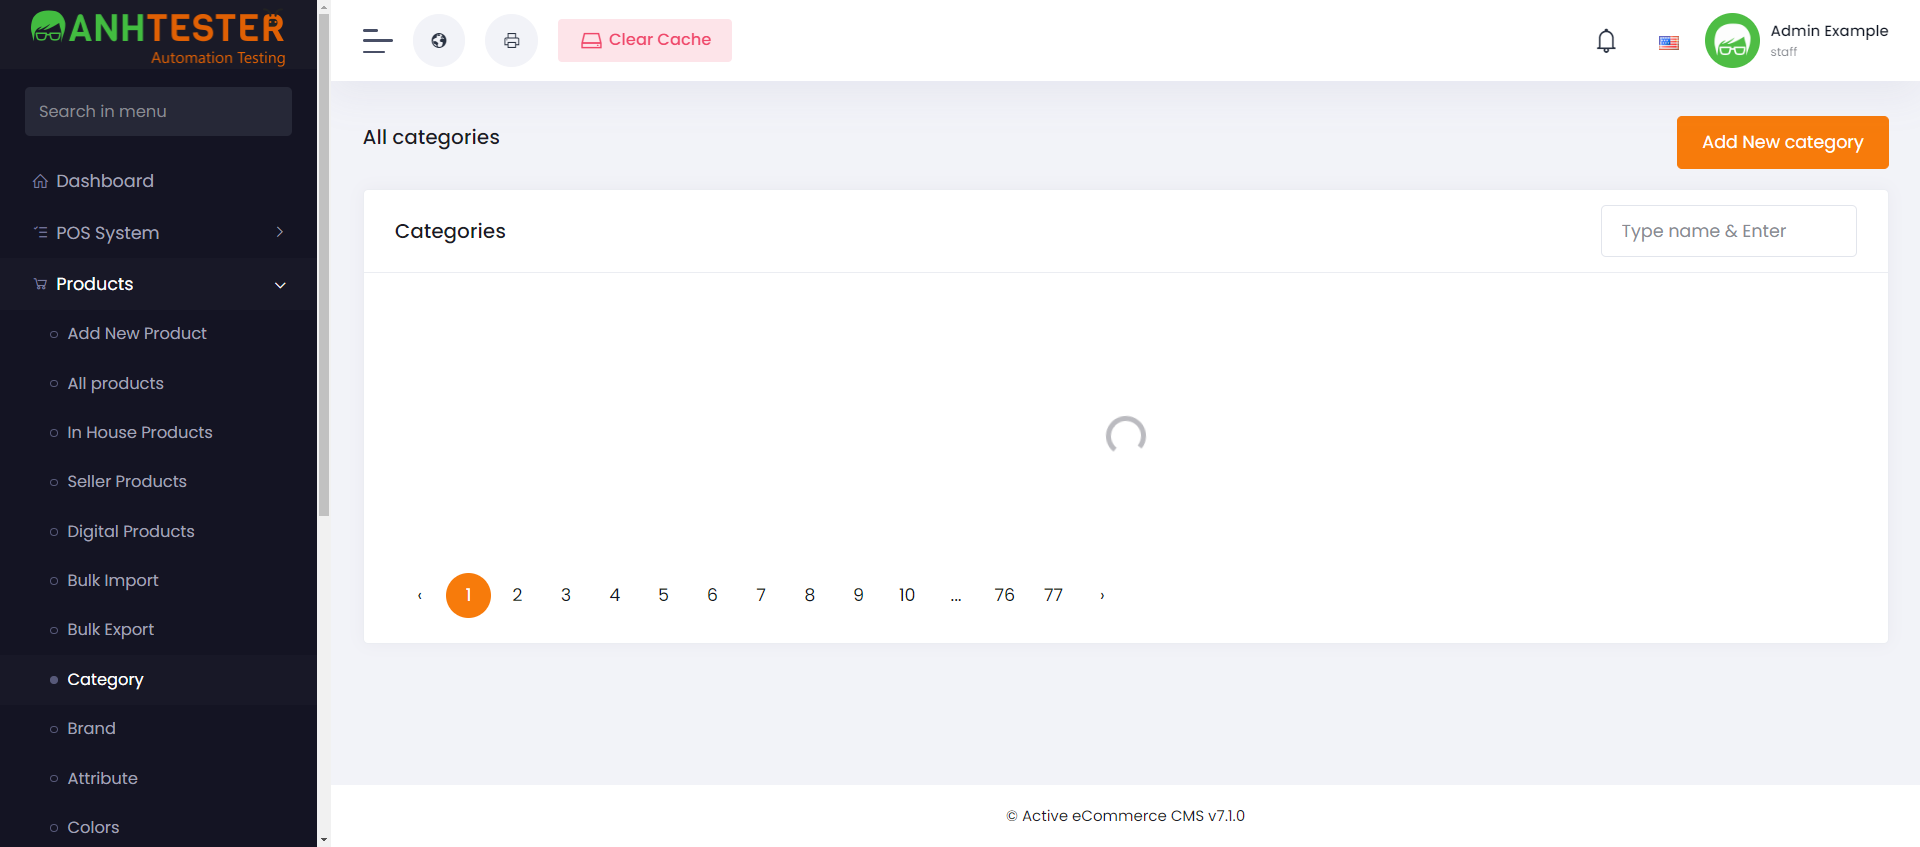 ANHTESTER
Automation Testing
Search in menu
Dashboard
POS System
Products
Add New Product
All products
In House Products
Seller Products
Digital Products
Bulk Import
Bulk Export
Category
Brand
Attribute
Colors
Clear Cache
Admin Example
staff
All categories
Add New category
Categories
Type name & Enter
‹ 1 2 3 4 5 6 7 8 9 10 ... 76 77 ›
© Active eCommerce CMS v7.1.0